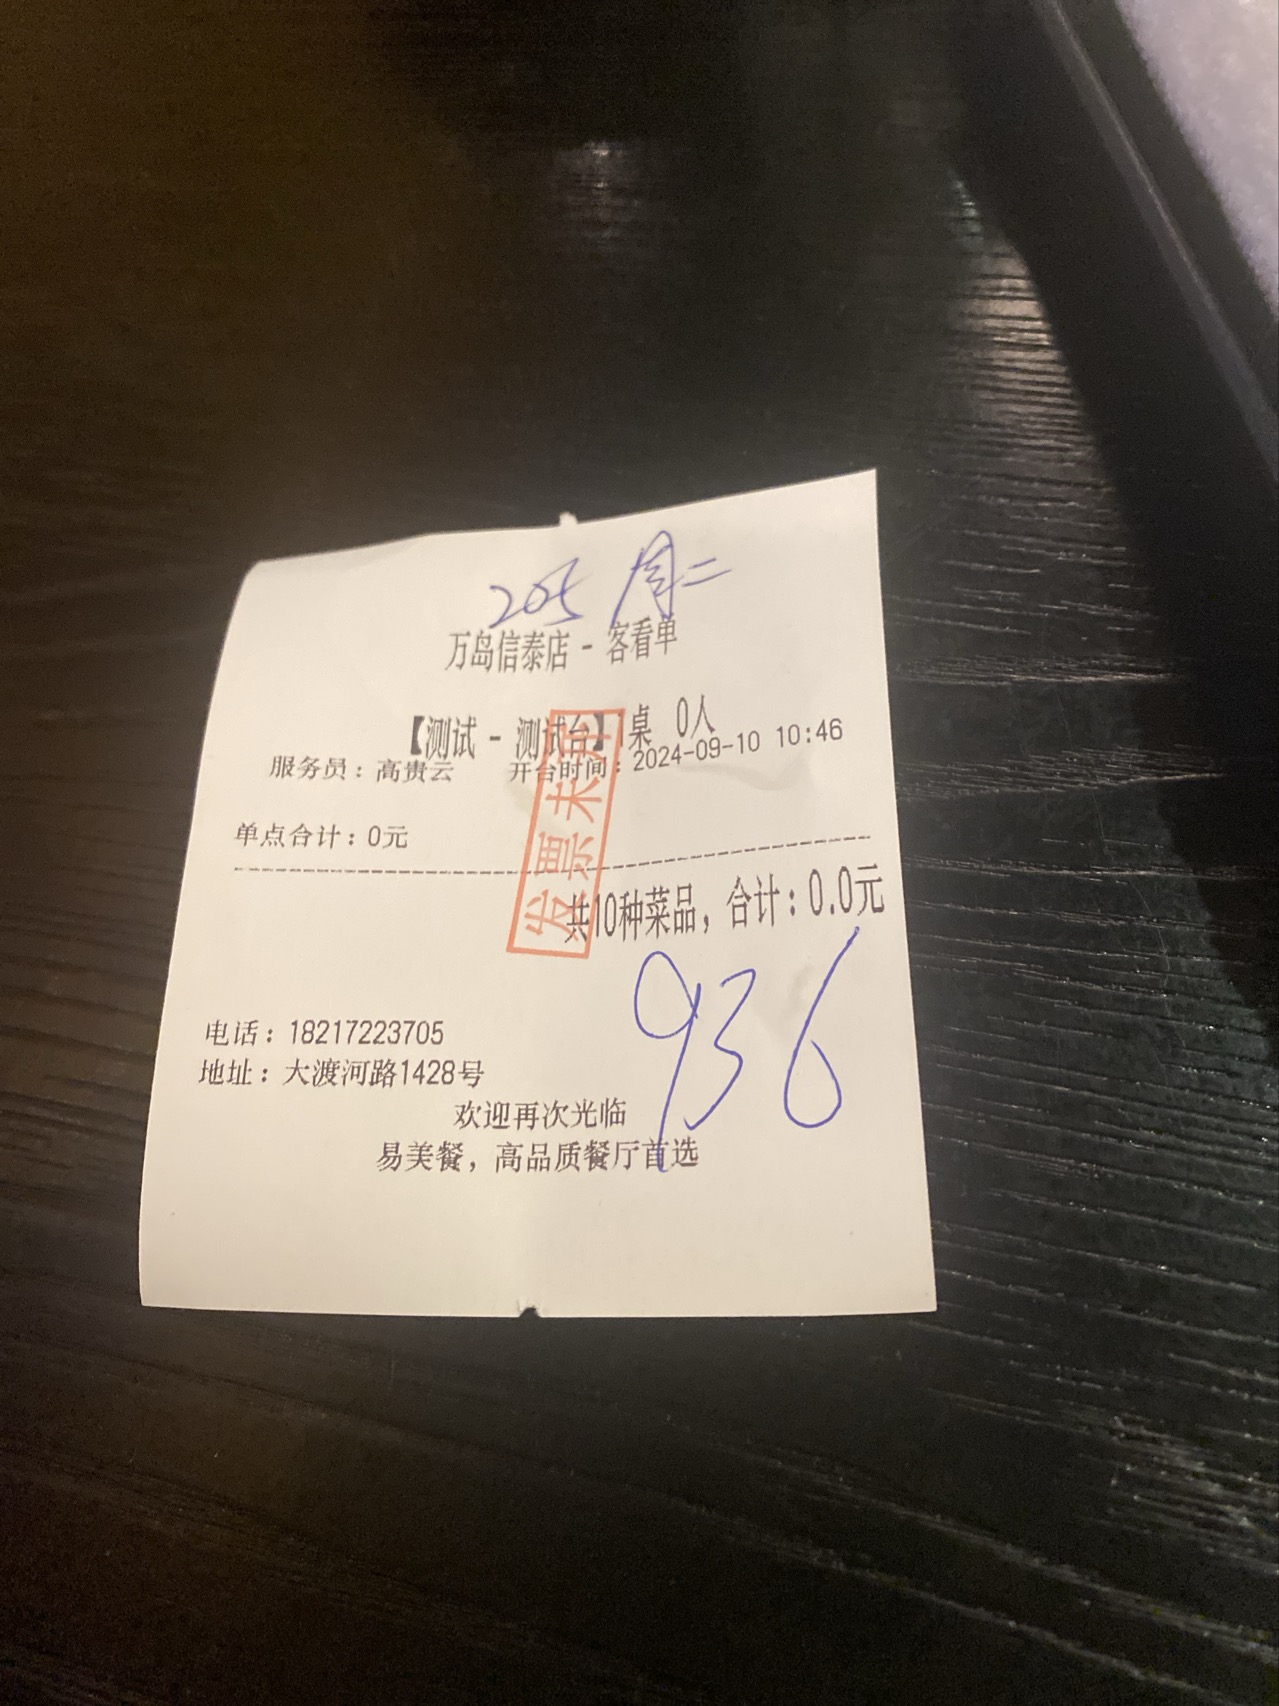 205 周二
万岛信泰店 - 客看单
【测试 - 测试台】1桌 0人
服务员：高贵云 开台时间：2024-09-10 10:46
单点合计：0元
发票未开
共10种菜品，合计：0.0元
936
电话：18217223705
地址：大渡河路1428号
欢迎再次光临
易美餐，高品质餐厅首选